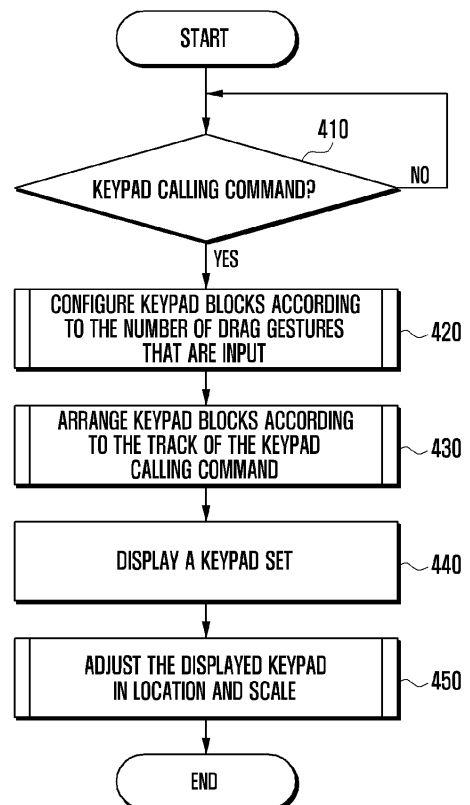 START
410
KEYPAD CALLING COMMAND?
NO
YES
CONFIGURE KEYPAD BLOCKS ACCORDING
TO THE NUMBER OF DRAG GESTURES
THAT ARE INPUT
420
ARRANGE KEYPAD BLOCKS ACCORDING
TO THE TRACK OF THE KEYPAD
CALLING COMMAND
430
DISPLAY A KEYPAD SET
440
ADJUST THE DISPLAYED KEYPAD
IN LOCATION AND SCALE
450
END